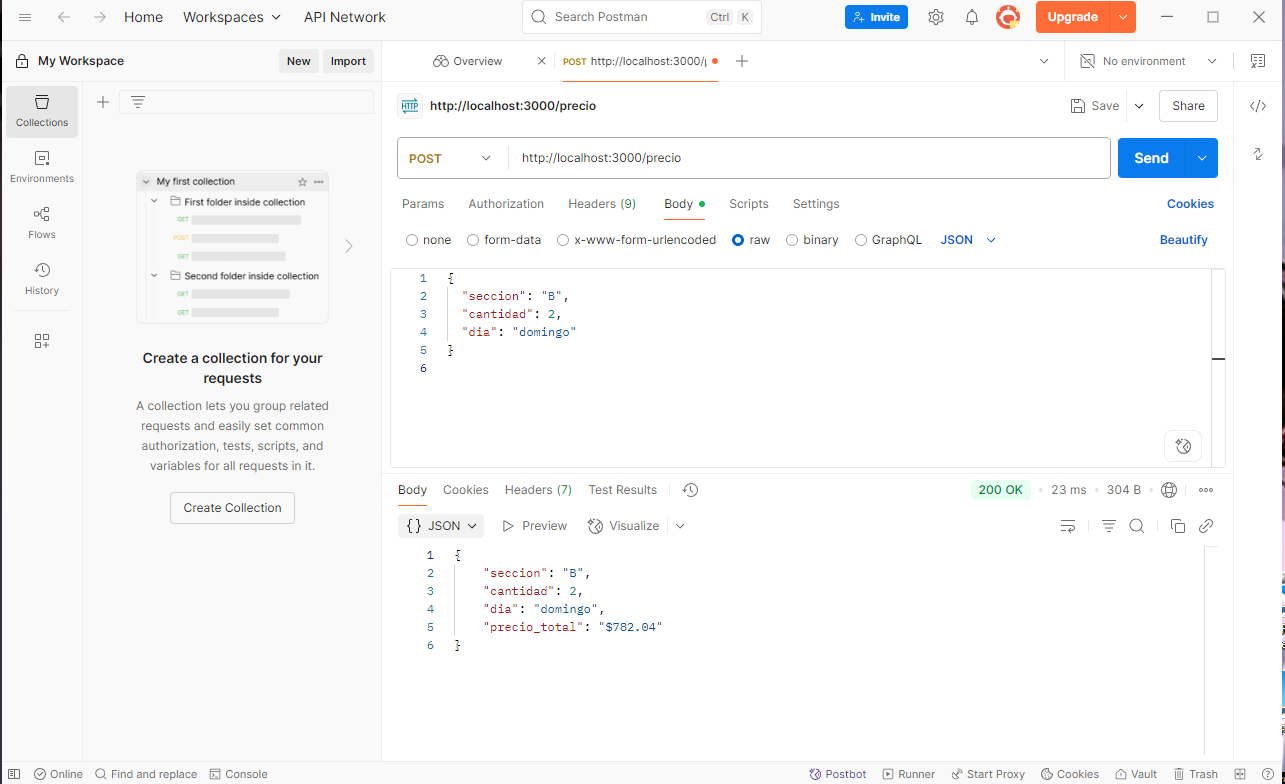 Home Workspaces API Network Search Postman Ctrl K Invite Upgrade
My Workspace New Import Overview POST http://localhost:3000/p No environment
Collections
Environments
Flows
History
My first collection
First folder inside collection
GET
POST
GET
Second folder inside collection
GET
GET
Create a collection for your
requests
A collection lets you group related
requests and easily set common
authorization, tests, scripts, and
variables for all requests in it.
Create Collection
HTTP http://localhost:3000/precio Save Share
POST http://localhost:3000/precio Send
Params Authorization Headers (9) Body Scripts Settings Cookies
none form-data x-www-form-urlencoded raw binary GraphQL JSON Beautify
1 {
2 "seccion": "B",
3 "cantidad": 2,
4 "dia": "domingo"
5 }
6
Body Cookies Headers (7) Test Results 200 OK 23 ms 304 B
{} JSON Preview Visualize
1 {
2 "seccion": "B",
3 "cantidad": 2,
4 "dia": "domingo",
5 "precio_total": "$782.04"
6 }
Online Find and replace Console Postbot Runner Start Proxy Cookies Vault Trash